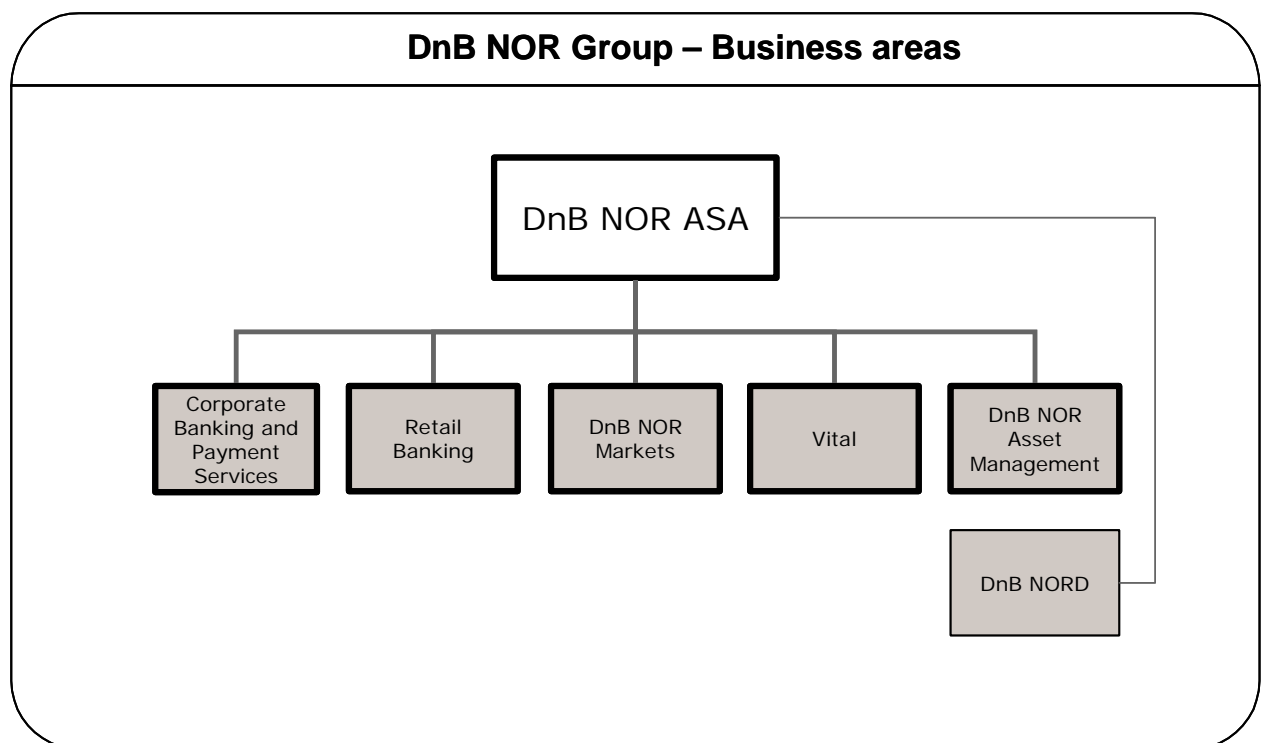 DnB NOR Group – Business areas
DnB NOR ASA
Corporate
Banking and
Payment
Services
Retail
Banking
DnB NOR
Markets
Vital
DnB NOR
Asset
Management
DnB NORD